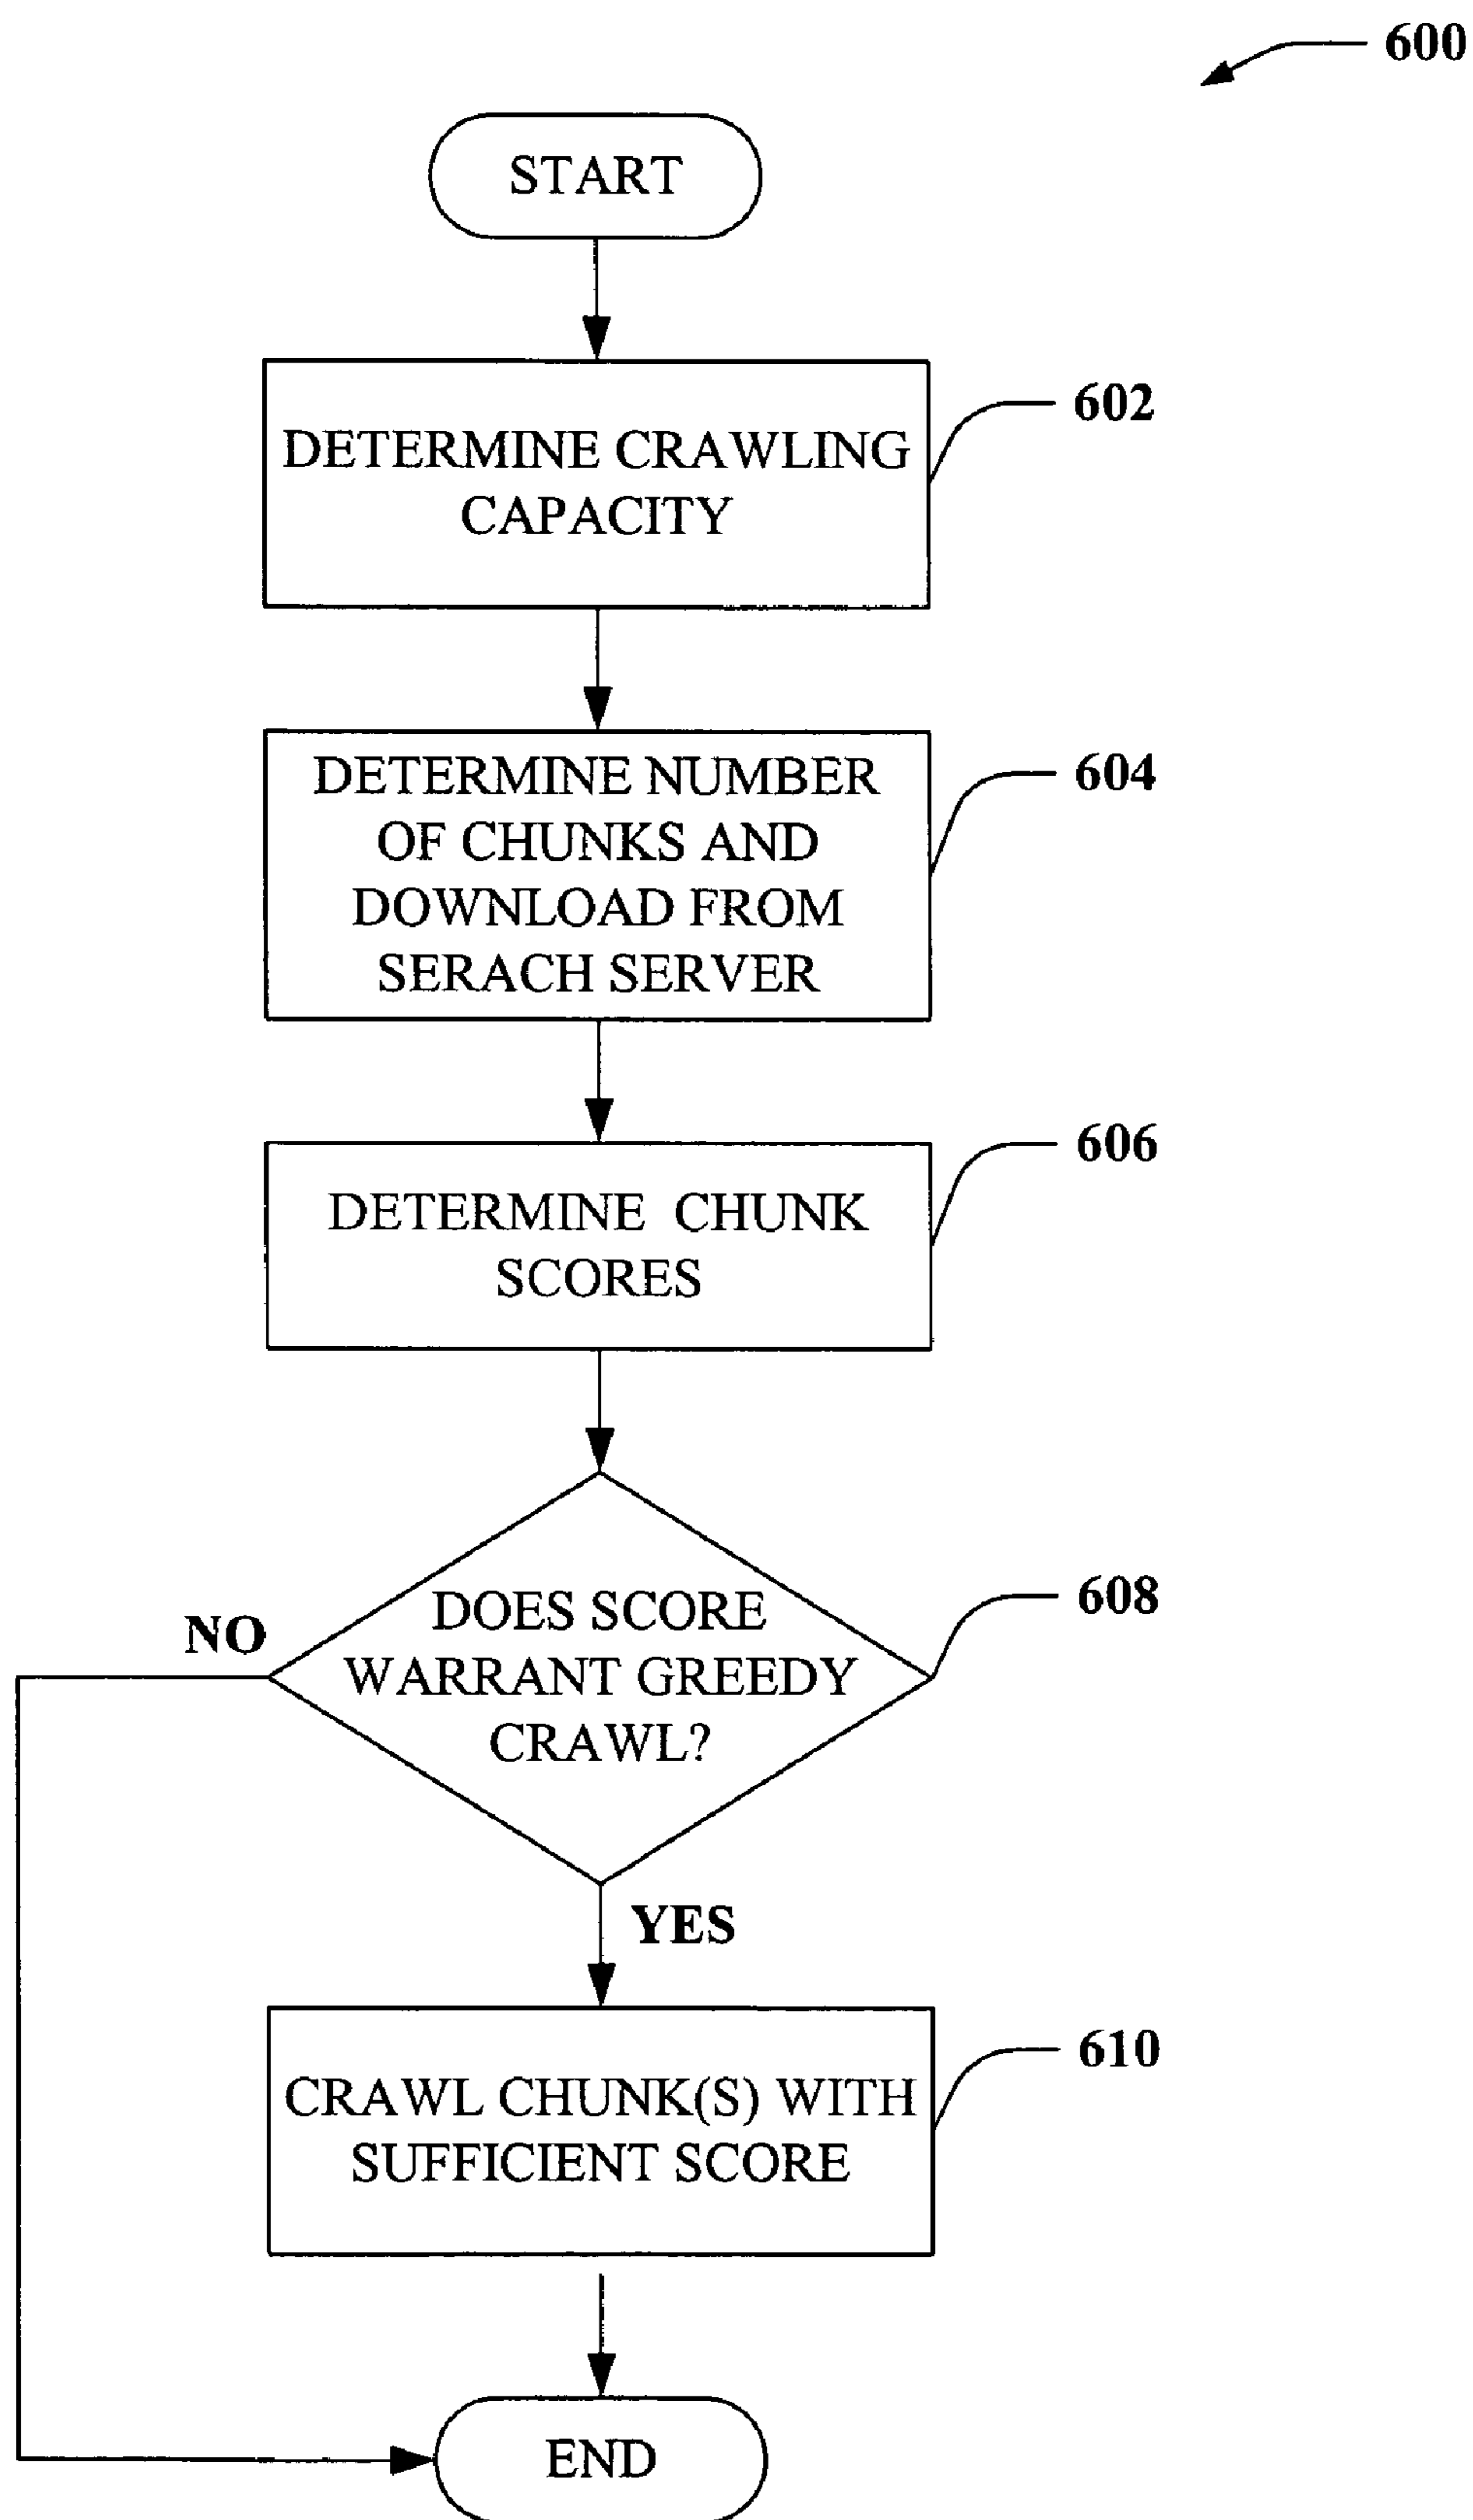 600
START
602
DETERMINE CRAWLING
CAPACITY
604
DETERMINE NUMBER
OF CHUNKS AND
DOWNLOAD FROM
SERACH SERVER
606
DETERMINE CHUNK
SCORES
608
DOES SCORE
WARRANT GREEDY
CRAWL?
NO
YES
610
CRAWL CHUNK(S) WITH
SUFFICIENT SCORE
END